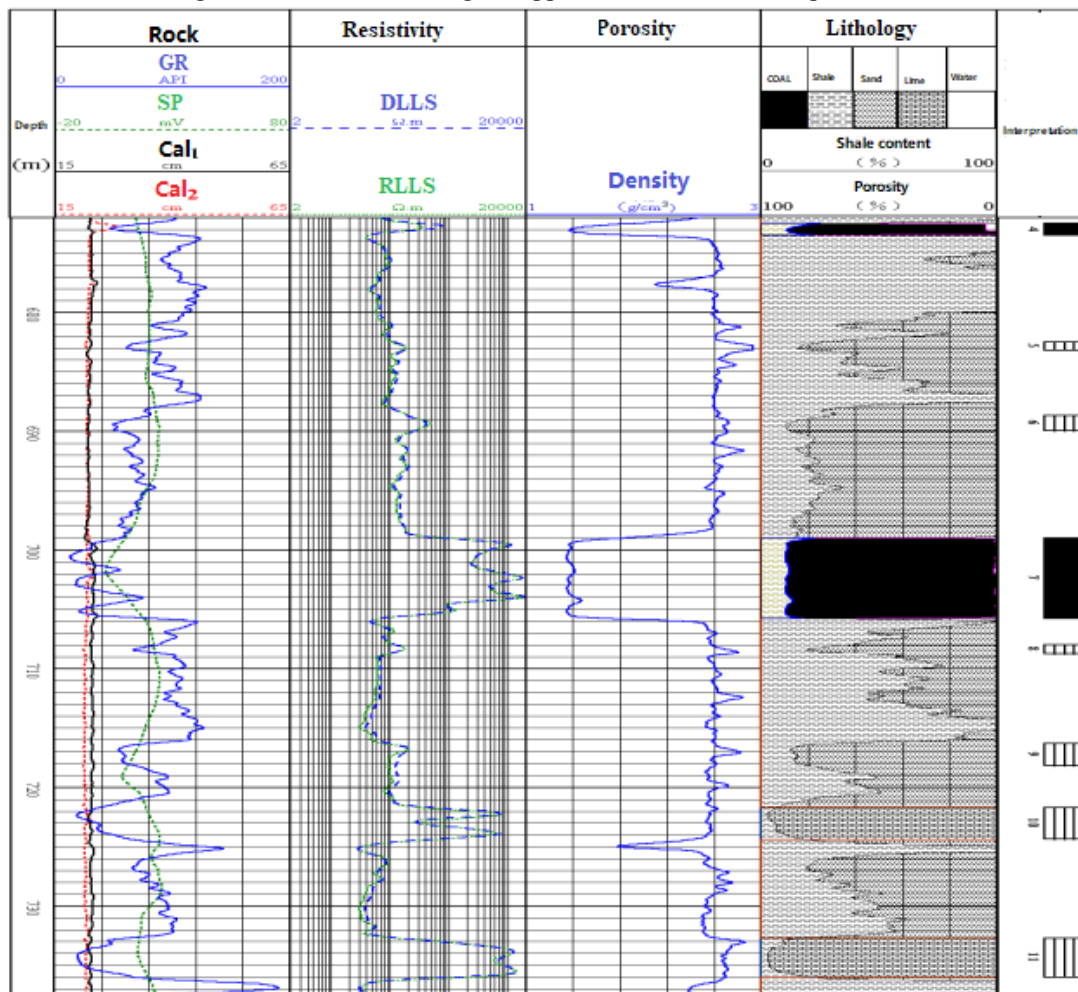 Rock
Resistivity
Porosity
Lithology
GR
0 API 200
SP
-20 mV 80
Cal₁
15 cm 65
Cal₂
15 cm 65
DLLS
2 Ω.m 20000
RLLS
2 Ω.m 20000
Density
1 (g/cm³) 3
COAL Shale Sand Lime Water
Shale content
0 (%) 100
Porosity
100 (%) 0
Depth
(m)
Interpretation
4
680
5
690
6
700
7
710
8
9
720
10
730
11